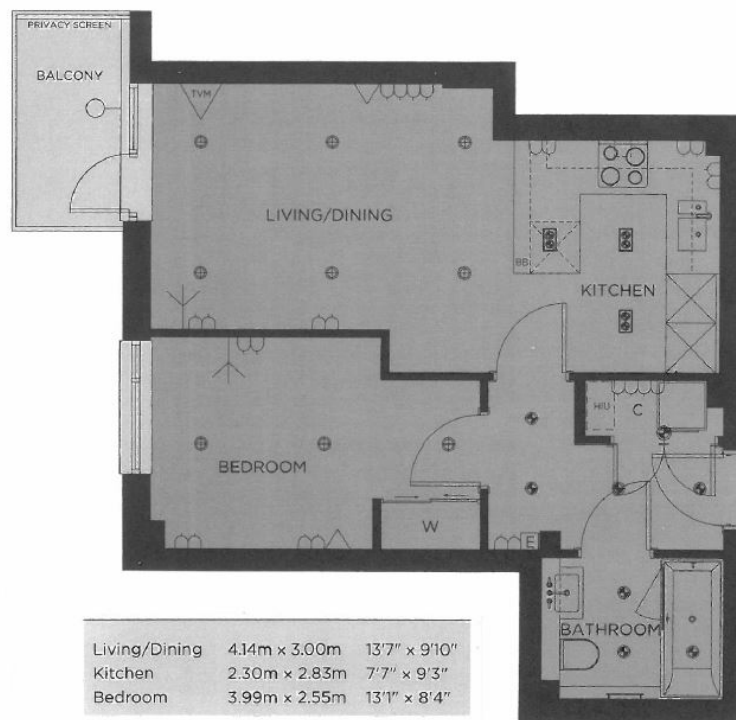 PRIVACY SCREEN
BALCONY
TVM
LIVING/DINING
BB
KITCHEN
HIU
C
BEDROOM
W
E
BATHROOM
Living/Dining 4.14m x 3.00m 13'7" x 9'10"
Kitchen 2.30m x 2.83m 7'7" x 9'3"
Bedroom 3.99m x 2.55m 13'1" x 8'4"